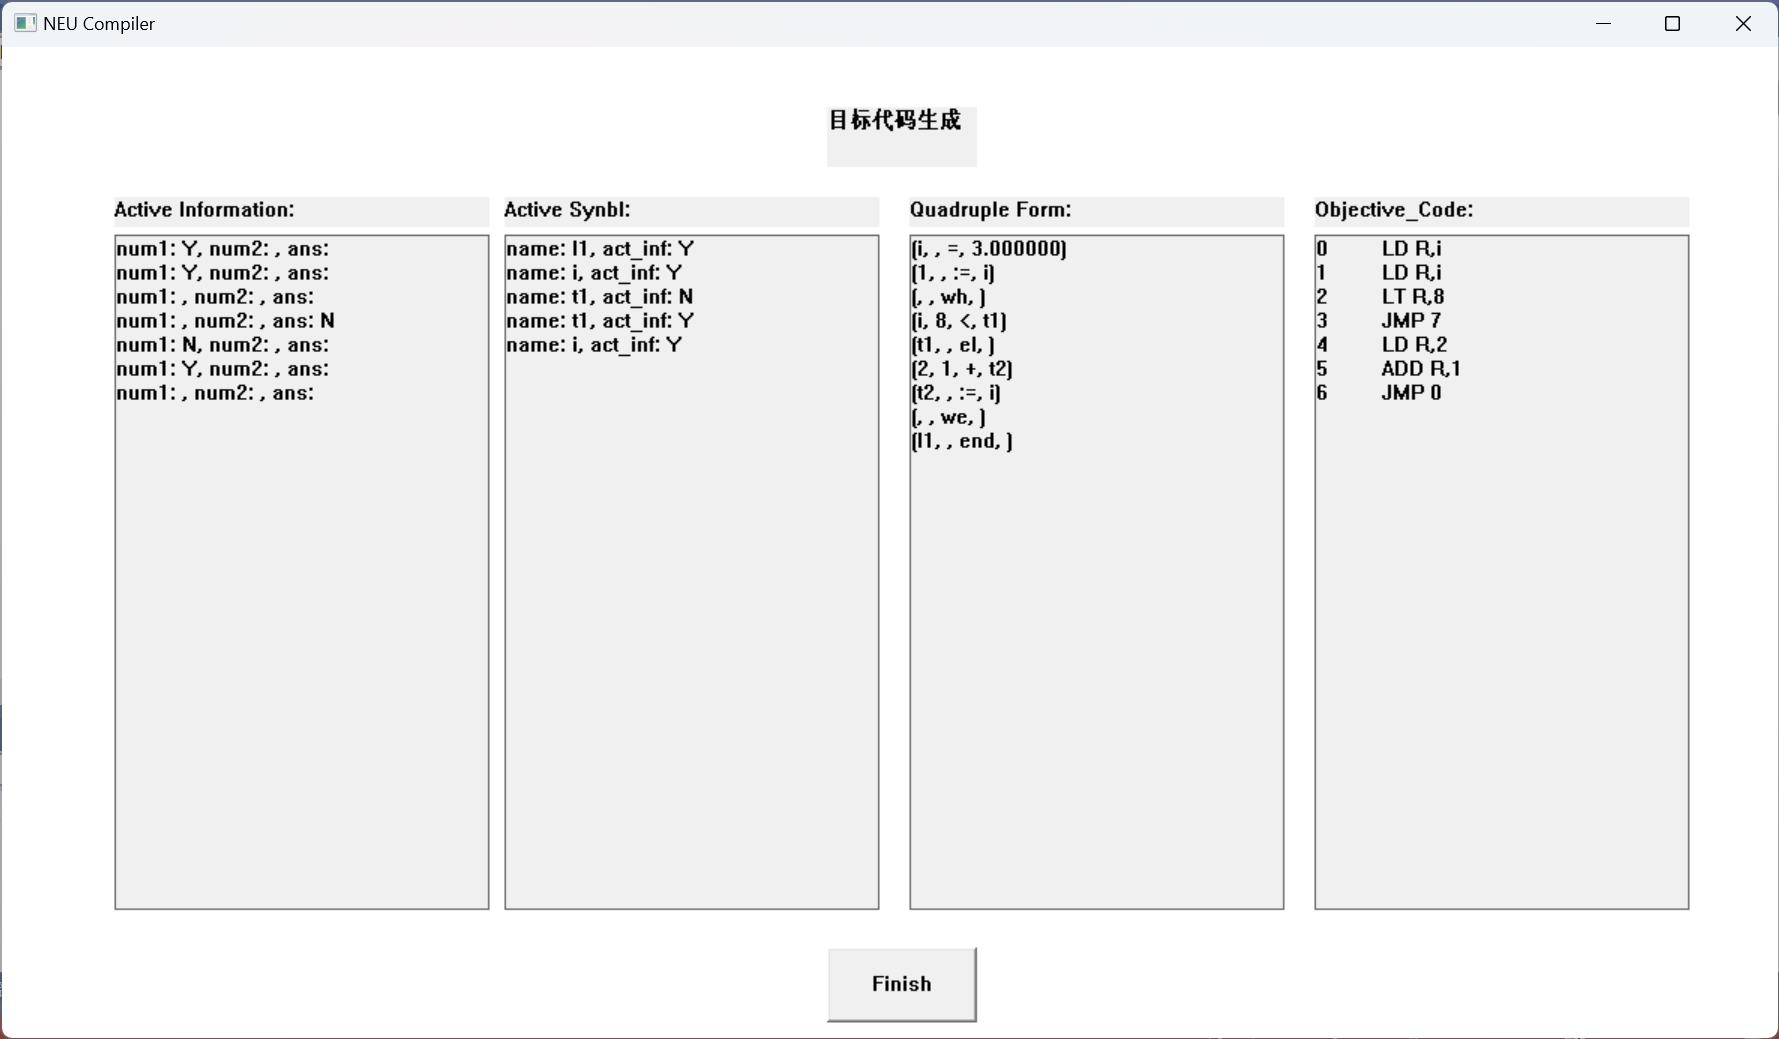 NEU Compiler
目标代码生成
Active Information:
num1: Y, num2: , ans:
num1: Y, num2: , ans:
num1: , num2: , ans:
num1: , num2: , ans: N
num1: N, num2: , ans:
num1: Y, num2: , ans:
num1: , num2: , ans:
Active Synbl:
name: l1, act_inf: Y
name: i, act_inf: Y
name: t1, act_inf: N
name: t1, act_inf: Y
name: i, act_inf: Y
Quadruple Form:
(i, , =, 3.000000)
(1, , :=, i)
(, , wh, )
(i, 8, <, t1)
(t1, , el, )
(2, 1, +, t2)
(t2, , :=, i)
(, , we, )
(l1, , end, )
Objective_Code:
0 LD R,i
1 LD R,i
2 LT R,8
3 JMP 7
4 LD R,2
5 ADD R,1
6 JMP 0
Finish